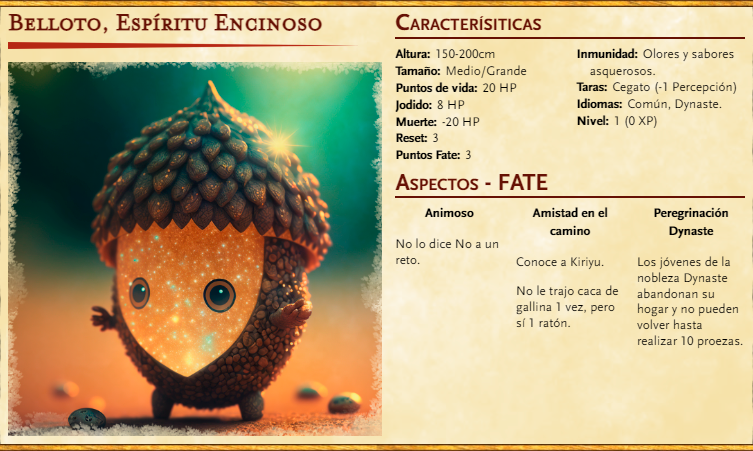 Belloto, Espíritu Encinoso
Caracterísiticas
Altura: 150-200cm
Tamaño: Medio/Grande
Puntos de vida: 20 HP
Jodido: 8 HP
Muerte: -20 HP
Reset: 3
Puntos Fate: 3
Inmunidad: Olores y sabores
asquerosos.
Taras: Cegato (-1 Percepción)
Idiomas: Común, Dynaste.
Nivel: 1 (0 XP)
Aspectos - FATE
Animoso
No lo dice No a un
reto.
Amistad en el
camino
Conoce a Kiriyu.
No le trajo caca de
gallina 1 vez, pero
sí 1 ratón.
Peregrinación
Dynaste
Los jóvenes de la
nobleza Dynaste
abandonan su
hogar y no pueden
volver hasta
realizar 10 proezas.